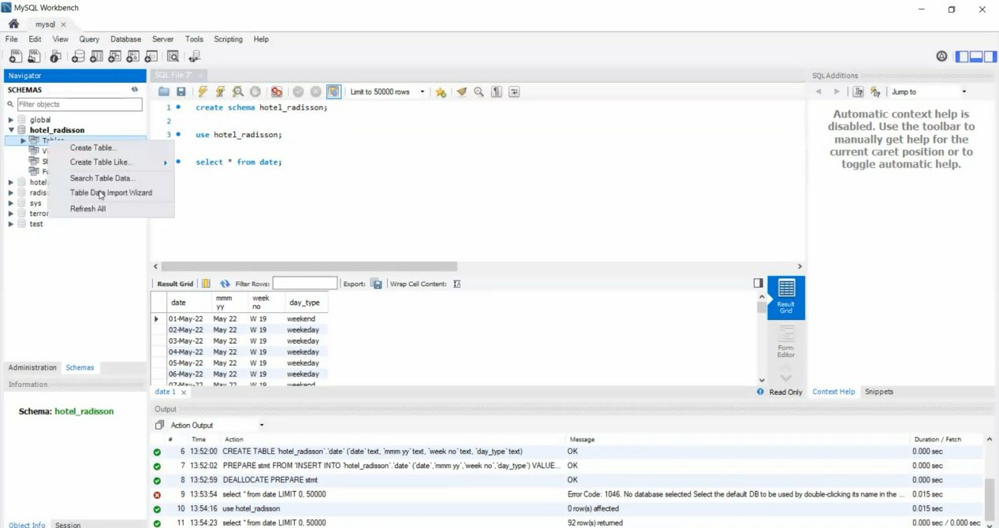 MySQL Workbench
mysql
File Edit View Query Database Server Tools Scripting Help
Navigator
SCHEMAS
Filter objects
global
hotel_radisson
Create Table...
Create Table Like...
Search Table Data...
Table Data Import Wizard
Refresh All
hotel
radis
sys
terror
test
Administration Schemas
Information
Schema: hotel_radisson
Object Info Session
SQL File 3*
Limit to 50000 rows
1 create schema hotel_radisson;
2
3 use hotel_radisson;
select * from date;
Result Grid Filter Rows: Export: Wrap Cell Content:
date mmm yy week no day_type
01-May-22 May 22 W 19 weekend
02-May-22 May 22 W 19 weekeday
03-May-22 May 22 W 19 weekeday
04-May-22 May 22 W 19 weekeday
05-May-22 May 22 W 19 weekeday
06-May-22 May 22 W 19 weekeday
07-May-22 May 22 W 19 weekend
Result Grid
Form Editor
date 1
Read Only
SQLAdditions
Jump to
Automatic context help is
disabled. Use the toolbar to
manually get help for the
current caret position or to
toggle automatic help.
Context Help Snippets
Output
Action Output
# Time Action Message Duration / Fetch
6 13:52:00 CREATE TABLE `hotel_radisson`.`date` (`date` text, `mmm yy` text, `week no` text, `day_type` text) OK 0.000 sec
7 13:52:02 PREPARE stmt FROM 'INSERT INTO `hotel_radisson`.`date` (`date`,`mmm yy`,`week no`,`day_type`) VALUE... OK 0.000 sec
8 13:52:59 DEALLOCATE PREPARE stmt OK 0.000 sec
9 13:53:54 select * from date LIMIT 0, 50000 Error Code: 1046. No database selected Select the default DB to be used by double-clicking its name in the ... 0.015 sec
10 13:54:16 use hotel_radisson 0 row(s) affected 0.015 sec
11 13:54:23 select * from date LIMIT 0, 50000 92 row(s) returned 0.000 sec / 0.000 sec